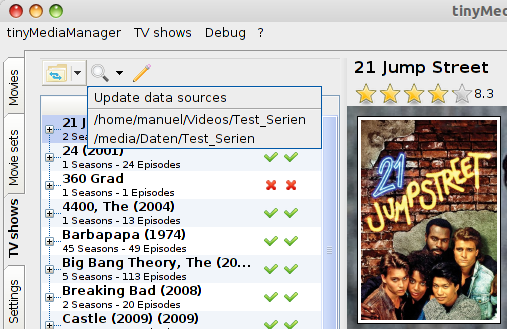 tinyMed
tinyMediaManager TV shows Debug ?
Movies
Movie sets
TV shows
Settings
Update data sources
/home/manuel/Videos/Test_Serien
/media/Daten/Test_Serien
21 J
2 Sea
24 (2001)
1 Seasons - 24 Episodes
360 Grad
1 Seasons - 1 Episodes
4400, The (2004)
1 Seasons - 13 Episodes
Barbapapa (1974)
45 Seasons - 49 Episodes
Big Bang Theory, The (20...
5 Seasons - 113 Episodes
Breaking Bad (2008)
2 Seasons - 20 Episodes
Castle (2009) (2009)
21 Jump Street
8.3
21
JUMPSTREET